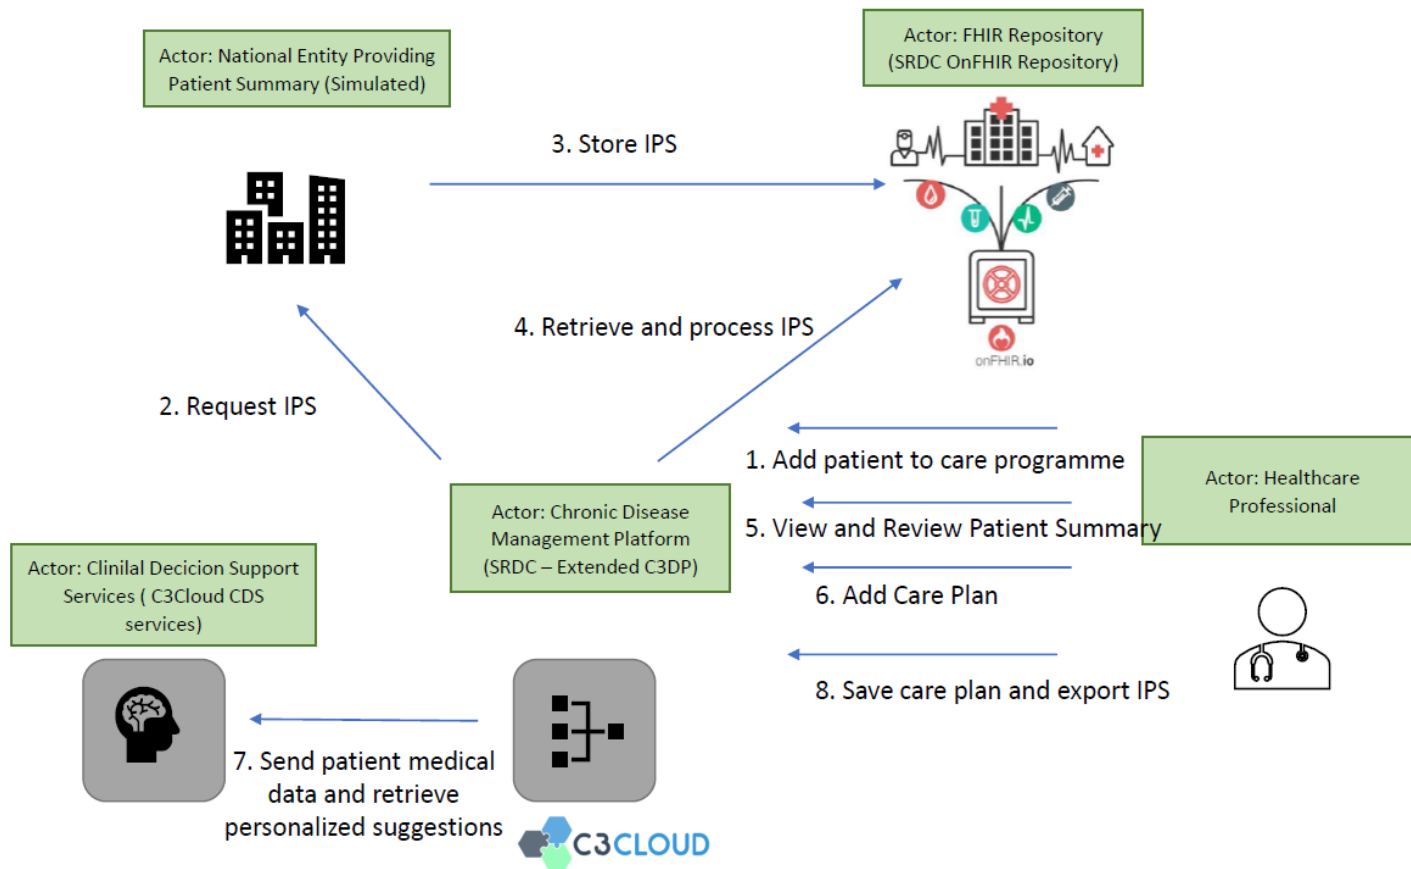 Actor: National Entity Providing
Patient Summary (Simulated)
Actor: FHIR Repository
(SRDC OnFHIR Repository)
3. Store IPS
4. Retrieve and process IPS
onFHIR.io
2. Request IPS
1. Add patient to care programme
Actor: Healthcare
Professional
5. View and Review Patient Summary
Actor: Chronic Disease
Management Platform
(SRDC – Extended C3DP)
Actor: Clinilal Decicion Support
Services ( C3Cloud CDS
services)
6. Add Care Plan
8. Save care plan and export IPS
7. Send patient medical
data and retrieve
personalized suggestions
C3CLOUD